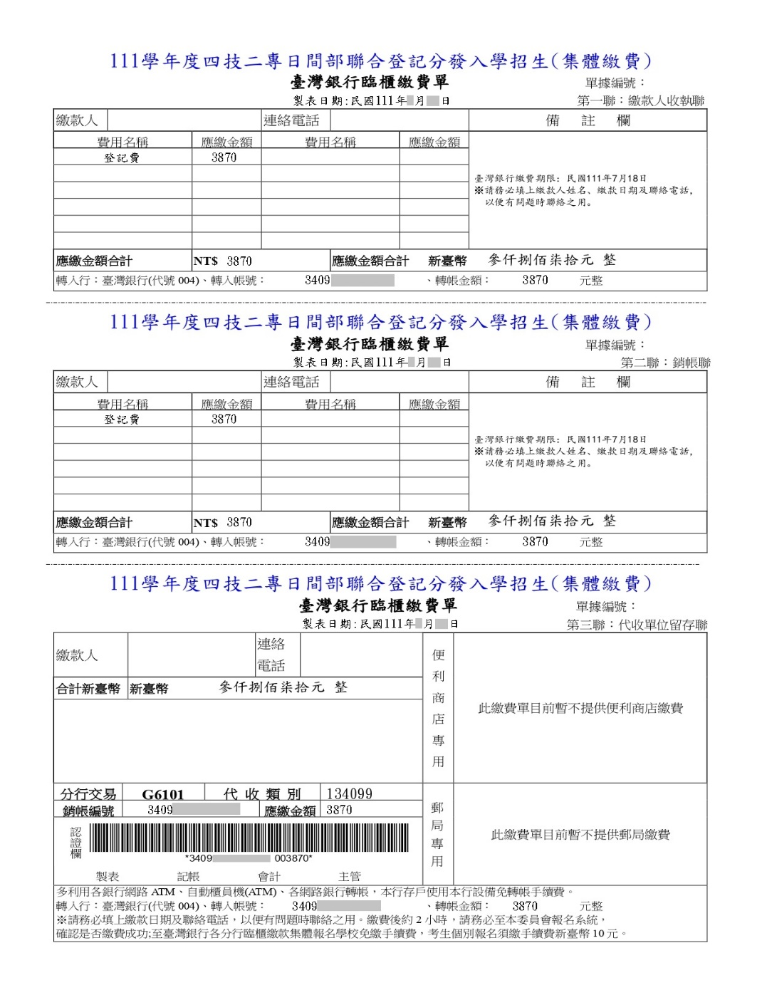 111學年度四技二專日間部聯合登記分發入學招生(集體繳費)
臺灣銀行臨櫃繳費單
單據編號：
製表日期:民國111年 月 日
第一聯：繳款人收執聯
繳款人 連絡電話 備 註 欄
費用名稱 應繳金額 費用名稱 應繳金額
登記費 3870
臺灣銀行繳費期限: 民國111年7月18日
※請務必填上繳款人姓名、繳款日期及聯絡電話,
以便有問題時聯絡之用。
應繳金額合計 NT$ 3870 應繳金額合計 新臺幣 參仟捌佰柒拾元 整
轉入行：臺灣銀行(代號 004)、轉入帳號： 3409 、轉帳金額： 3870 元整
111學年度四技二專日間部聯合登記分發入學招生(集體繳費)
臺灣銀行臨櫃繳費單
單據編號：
製表日期:民國111年 月 日
第二聯：銷帳聯
繳款人 連絡電話 備 註 欄
費用名稱 應繳金額 費用名稱 應繳金額
登記費 3870
臺灣銀行繳費期限: 民國111年7月18日
※請務必填上繳款人姓名、繳款日期及聯絡電話,
以便有問題時聯絡之用。
應繳金額合計 NT$ 3870 應繳金額合計 新臺幣 參仟捌佰柒拾元 整
轉入行：臺灣銀行(代號 004)、轉入帳號： 3409 、轉帳金額： 3870 元整
111學年度四技二專日間部聯合登記分發入學招生(集體繳費)
臺灣銀行臨櫃繳費單
單據編號：
製表日期:民國111年 月 日
第三聯：代收單位留存聯
繳款人 連絡電話
合計新臺幣 新臺幣 參仟捌佰柒拾元 整
便利商店專用
此繳費單目前暫不提供便利商店繳費
分行交易 G6101 代 收 類 別 134099
銷帳編號 3409 應繳金額 3870
郵局專用
此繳費單目前暫不提供郵局繳費
認證欄
*3409 003870*
製表 記帳 會計 主管
多利用各銀行網路 ATM、自動櫃員機(ATM)、各網路銀行轉帳，本行存戶使用本行設備免轉帳手續費。
轉入行：臺灣銀行(代號 004)、轉入帳號： 3409 、轉帳金額： 3870 元整
※請務必填上繳款日期及聯絡電話，以便有問題時聯絡之用。繳費後約 2 小時，請務必至本委員會報名系統，
確認是否繳費成功;至臺灣銀行各分行臨櫃繳款集體報名學校免繳手續費，考生個別報名須繳手續費新臺幣 10 元。